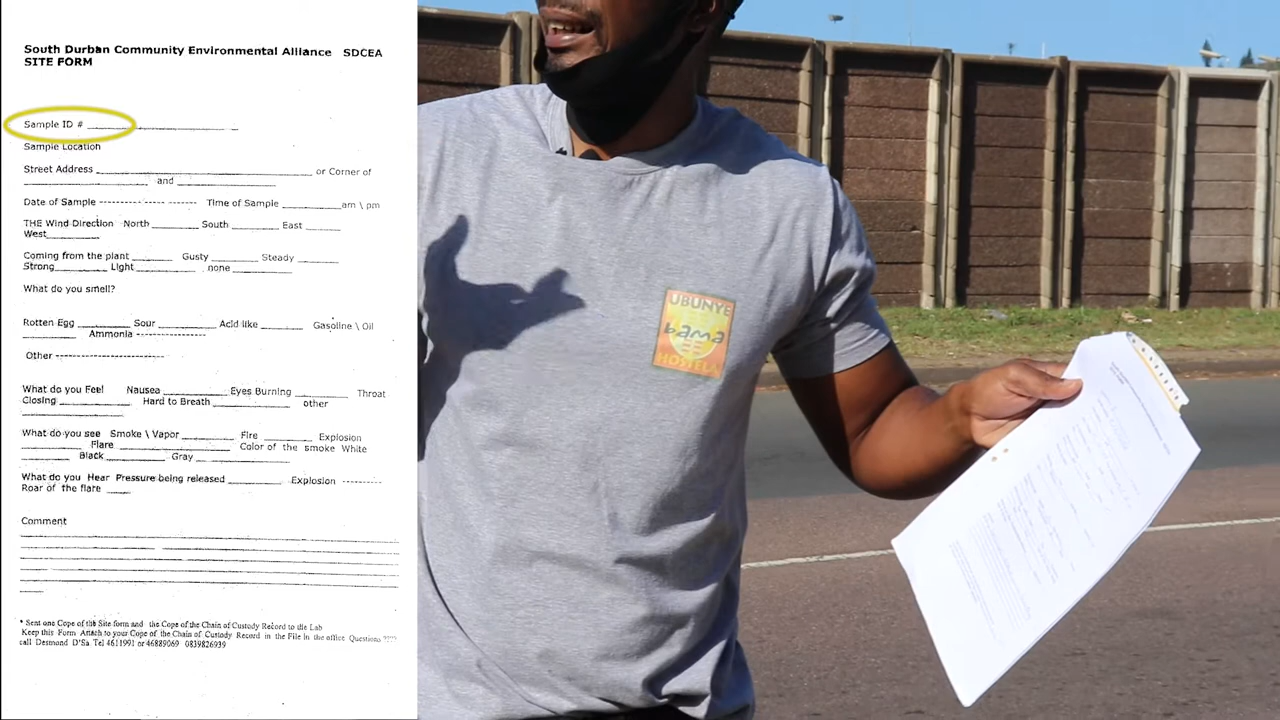 South Durban Community Environmental Alliance SDCEA
SITE FORM
Sample ID #
Sample Location
Street Address or Corner of
and
Date of Sample Time of Sample am \ pm
THE Wind Direction North South East
West
Coming from the plant Gusty Steady
Strong Light none
What do you smell?
Rotten Egg Sour Acid like Gasoline \ Oil
Ammonia
Other
What do you Feel Nausea Eyes Burning Throat
Closing Hard to Breath other
What do you see Smoke \ Vapor Fire Explosion
Flare Color of the smoke White
Black Gray
What do you Hear Pressure being released Explosion
Roar of the flare
Comment
* Sent one Copy of the Site form and the Cope of the Chain of Custody Record to the Lab
Keep this Form Attach to your Cope of the Chain of Custody Record in the File in the office Questions ????
call Desmond D'Sa Tel 4611991 or 46889069 0839826939
UBUNYE
bama
HOSTELA